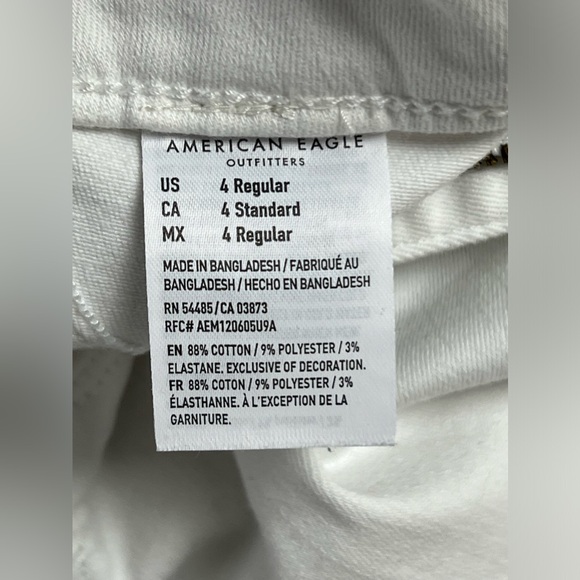 AMERICAN EAGLE
OUTFITTERS
US 4 Regular
CA 4 Standard
MX 4 Regular
MADE IN BANGLADESH / FABRIQUÉ AU
BANGLADESH / HECHO EN BANGLADESH
RN 54485/CA 03873
RFC# AEM120605U9A
EN 88% COTTON / 9% POLYESTER / 3%
ELASTANE. EXCLUSIVE OF DECORATION.
FR 88% COTON / 9% POLYESTER / 3%
ÉLASTHANNE. À L'EXCEPTION DE LA
GARNITURE.